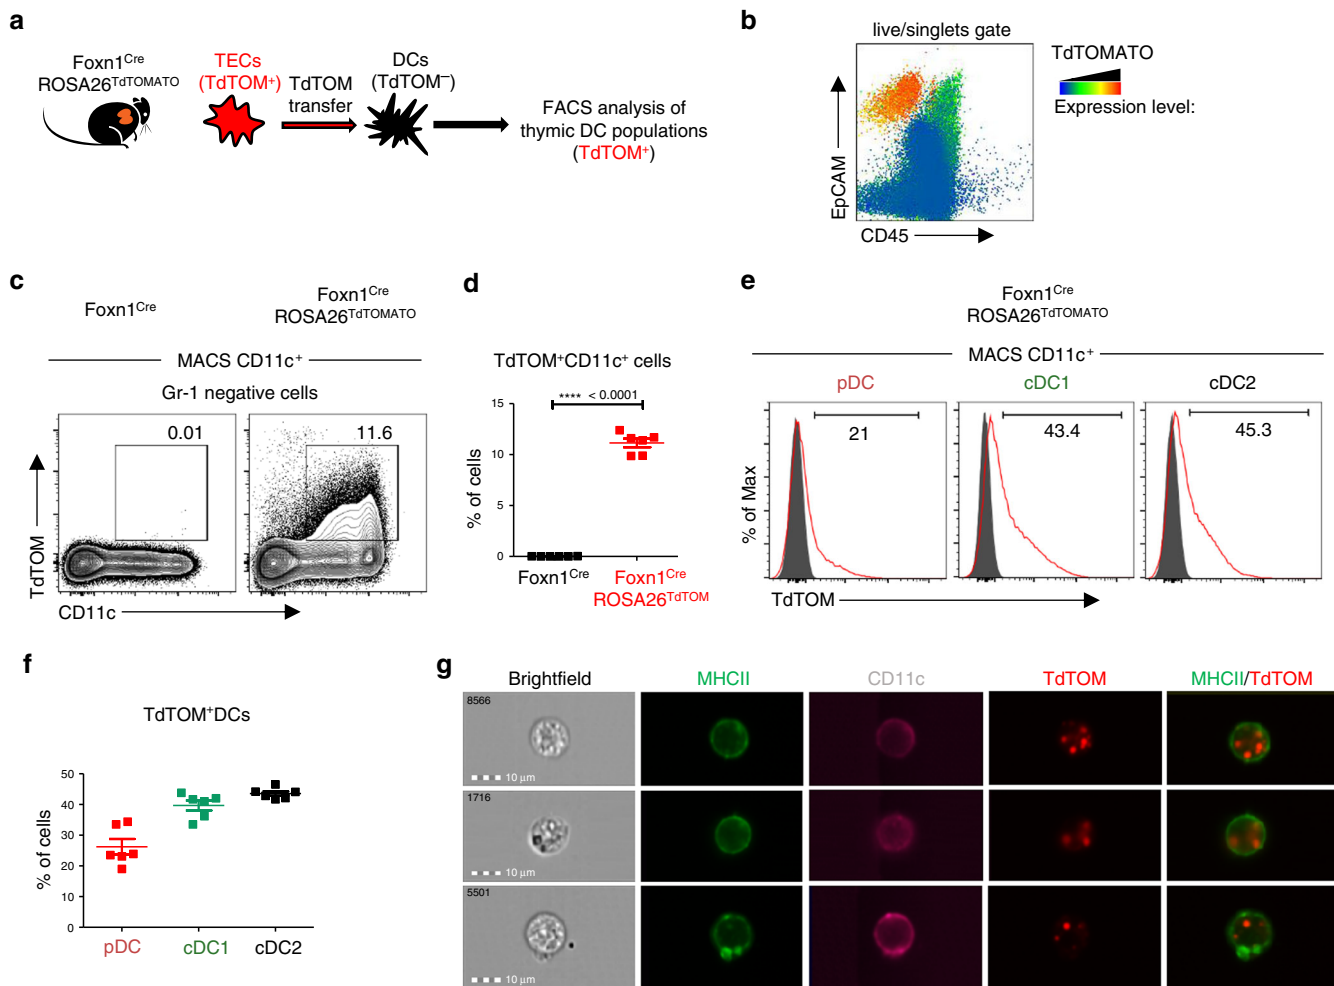 a
Foxn1Cre
ROSA26TdTOMATO
TECs
(TdTOM+)
TdTOM
transfer
DCs
(TdTOM–)
FACS analysis of
thymic DC populations
(TdTOM+)
b
live/singlets gate
EpCAM
CD45
TdTOMATO
Expression level:
c
Foxn1Cre
Foxn1Cre
ROSA26TdTOMATO
MACS CD11c+
Gr-1 negative cells
0.01
11.6
TdTOM
CD11c
d
TdTOM+CD11c+ cells
**** < 0.0001
15
10
5
0
% of cells
Foxn1Cre
Foxn1Cre
ROSA26TdTOM
e
Foxn1Cre
ROSA26TdTOMATO
MACS CD11c+
pDC
cDC1
cDC2
21
43.4
45.3
% of Max
TdTOM
f
TdTOM+DCs
50
40
30
20
10
0
% of cells
pDC
cDC1
cDC2
g
Brightfield
MHCII
CD11c
TdTOM
MHCII/TdTOM
8566
10 µm
1716
10 µm
5501
10 µm